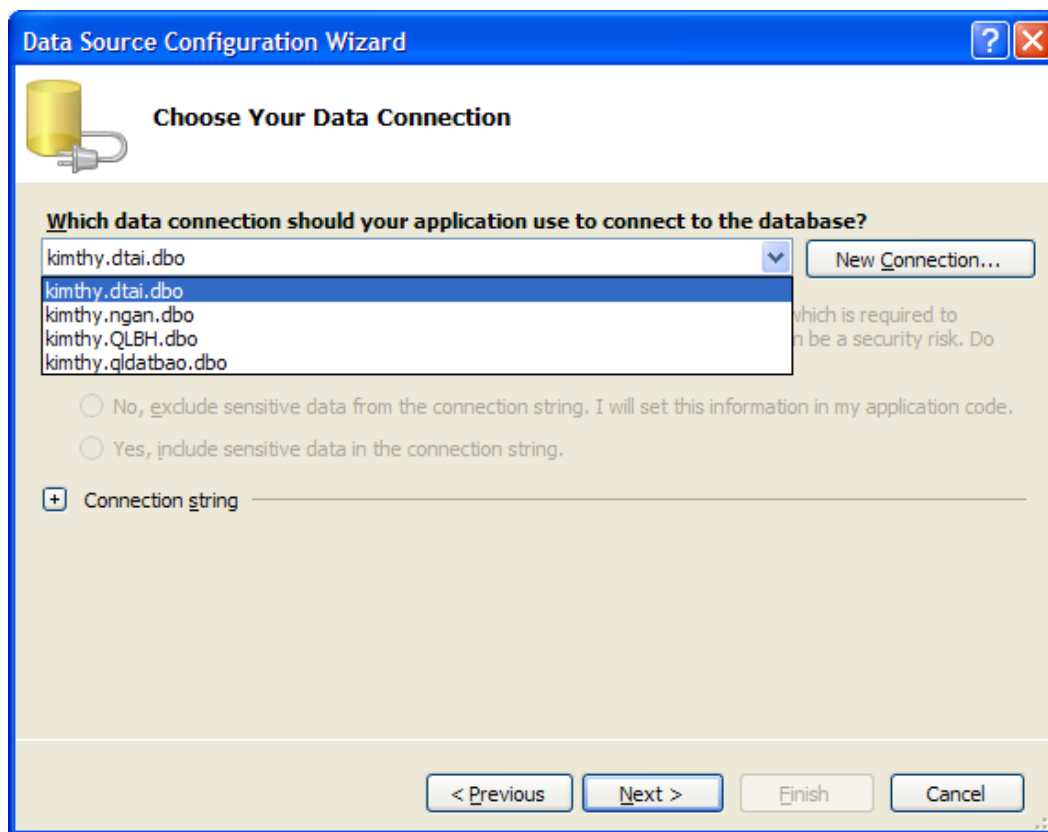 Data Source Configuration Wizard
Choose Your Data Connection
Which data connection should your application use to connect to the database?
kimthy.dtai.dbo
New Connection...
kimthy.dtai.dbo
kimthy.ngan.dbo
which is required to
kimthy.QLBH.dbo
n be a security risk. Do
kimthy.qldatbao.dbo
No, exclude sensitive data from the connection string. I will set this information in my application code.
Yes, include sensitive data in the connection string.
Connection string
< Previous
Next >
Finish
Cancel